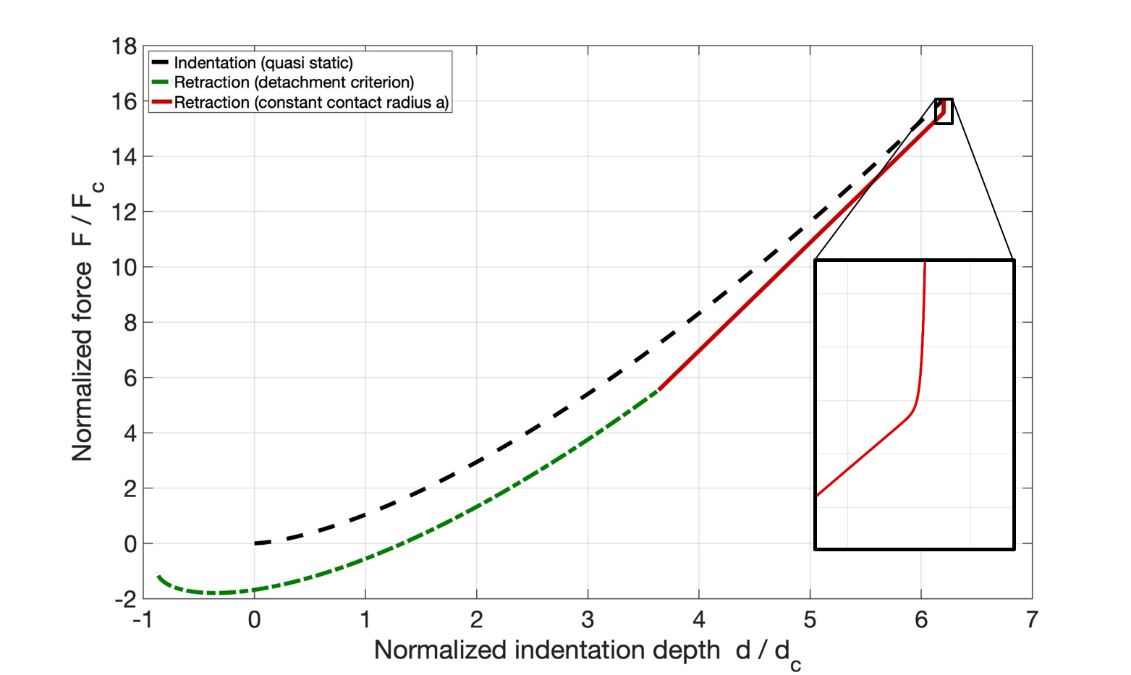 18
16
14
12
10
8
6
4
2
0
-2
Normalized force F / F_c
Indentation (quasi static)
Retraction (detachment criterion)
Retraction (constant contact radius a)
-1 0 1 2 3 4 5 6 7
Normalized indentation depth d / d_c